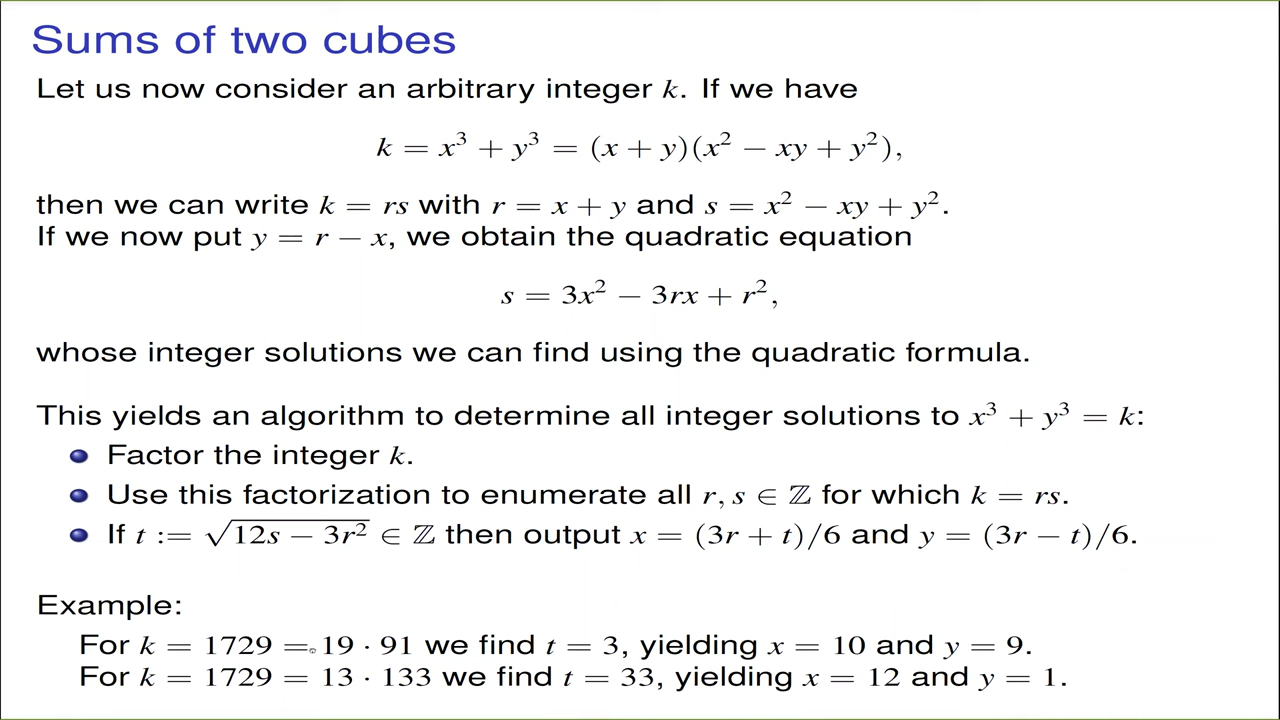 Sums of two cubes
Let us now consider an arbitrary integer k. If we have
k = x³ + y³ = (x + y)(x² − xy + y²),
then we can write k = rs with r = x + y and s = x² − xy + y².
If we now put y = r − x, we obtain the quadratic equation
s = 3x² − 3rx + r²,
whose integer solutions we can find using the quadratic formula.
This yields an algorithm to determine all integer solutions to x³ + y³ = k:
Factor the integer k.
Use this factorization to enumerate all r, s ∈ ℤ for which k = rs.
If t := √(12s − 3r²) ∈ ℤ then output x = (3r + t)/6 and y = (3r − t)/6.
Example:
For k = 1729 = 19 · 91 we find t = 3, yielding x = 10 and y = 9.
For k = 1729 = 13 · 133 we find t = 33, yielding x = 12 and y = 1.